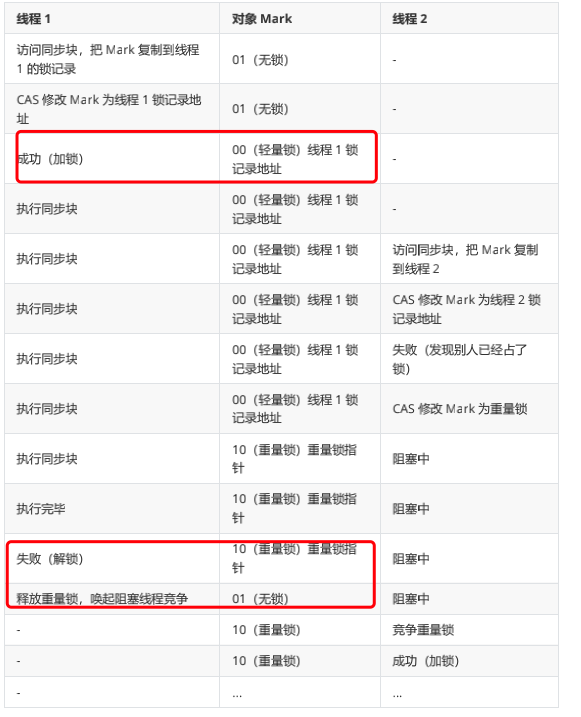 线程 1 对象 Mark 线程 2
访问同步块，把 Mark 复制到线程
1 的锁记录 01（无锁） -
CAS 修改 Mark 为线程 1 锁记录地
址 01（无锁） -
成功（加锁） 00（轻量锁）线程 1 锁
记录地址 -
执行同步块 00（轻量锁）线程 1 锁
记录地址 -
执行同步块 00（轻量锁）线程 1 锁
记录地址 访问同步块，把 Mark 复制
到线程 2
执行同步块 00（轻量锁）线程 1 锁
记录地址 CAS 修改 Mark 为线程 2 锁
记录地址
执行同步块 00（轻量锁）线程 1 锁
记录地址 失败（发现别人已经占了
锁）
执行同步块 00（轻量锁）线程 1 锁
记录地址 CAS 修改 Mark 为重量锁
执行同步块 10（重量锁）重量锁指
针 阻塞中
执行完毕 10（重量锁）重量锁指
针 阻塞中
失败（解锁） 10（重量锁）重量锁指
针 阻塞中
释放重量锁，唤起阻塞线程竞争 01（无锁） 阻塞中
- 10（重量锁） 竞争重量锁
- 10（重量锁） 成功（加锁）
- ... ...